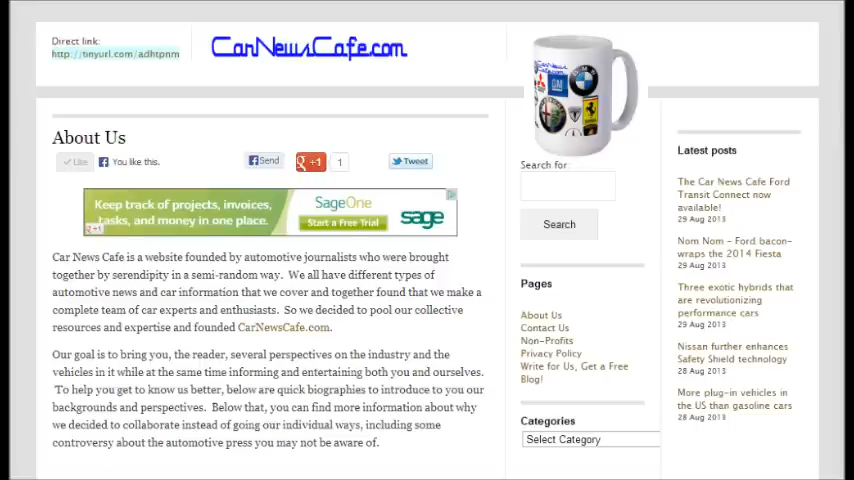 Direct link:
http://tinyurl.com/adhtpnm
CarNewsCafe.com
About Us
Like
You like this.
Send
+1
1
Tweet
Keep track of projects, invoices,
tasks, and money in one place.
SageOne
Start a Free Trial
sage
+1
Car News Cafe is a website founded by automotive journalists who were brought
together by serendipity in a semi-random way. We all have different types of
automotive news and car information that we cover and together found that we make a
complete team of car experts and enthusiasts. So we decided to pool our collective
resources and expertise and founded CarNewsCafe.com.
Our goal is to bring you, the reader, several perspectives on the industry and the
vehicles in it while at the same time informing and entertaining both you and ourselves.
To help you get to know us better, below are quick biographies to introduce to you our
backgrounds and perspectives. Below that, you can find more information about why
we decided to collaborate instead of going our individual ways, including some
controversy about the automotive press you may not be aware of.
GM
BMW
Search for:
Search
Pages
About Us
Contact Us
Non-Profits
Privacy Policy
Write for Us, Get a Free
Blog!
Categories
Select Category
Latest posts
The Car News Cafe Ford
Transit Connect now
available!
29 Aug 2013
Nom Nom - Ford bacon-
wraps the 2014 Fiesta
29 Aug 2013
Three exotic hybrids that
are revolutionizing
performance cars
29 Aug 2013
Nissan further enhances
Safety Shield technology
28 Aug 2013
More plug-in vehicles in
the US than gasoline cars
28 Aug 2013